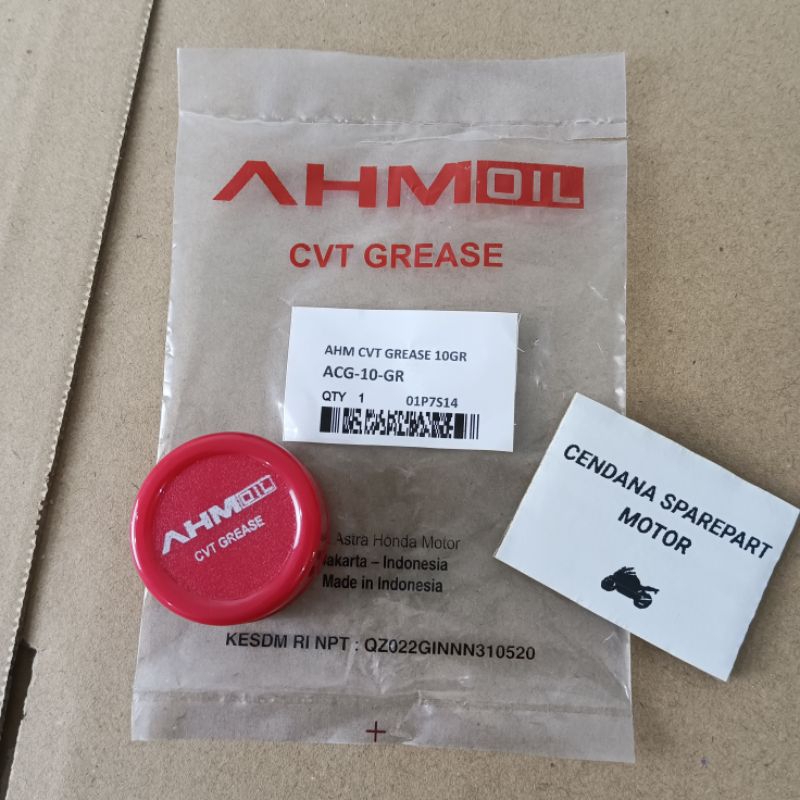 AHMOIL
CVT GREASE
AHM CVT GREASE 10GR
ACG-10-GR
QTY 1 01P7S14
AHMOIL
CVT GREASE
Astra Honda Motor
Jakarta – Indonesia
Made in Indonesia
KESDM RI NPT : QZ022GINNN310520
CENDANA SPAREPART
MOTOR